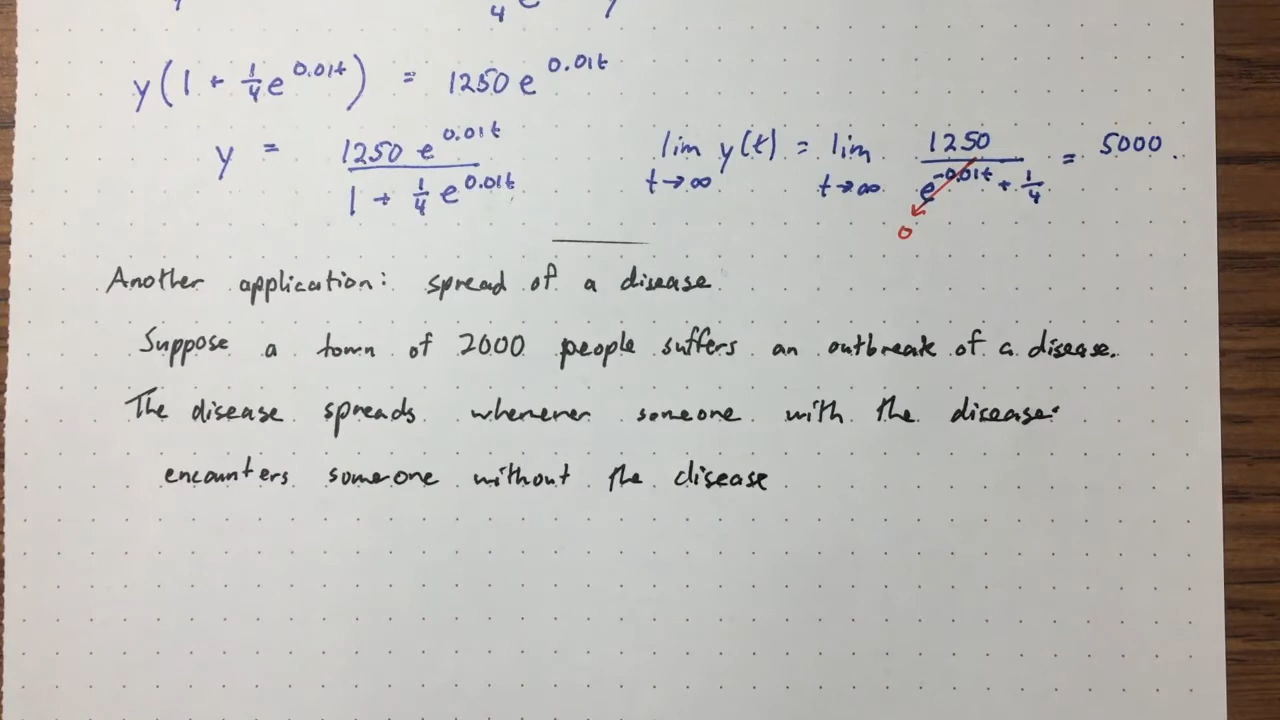 y(1 + 1/4 e^{0.01t}) = 1250 e^{0.01t}
y = 1250 e^{0.01t} / (1 + 1/4 e^{0.01t})
lim t→∞ y(t) = lim t→∞ 1250 / (e^{-0.01t} + 1/4) = 5000.
0
Another application: spread of a disease
Suppose a town of 2000 people suffers an outbreak of a disease.
The disease spreads whenever someone with the disease
encounters someone without the disease